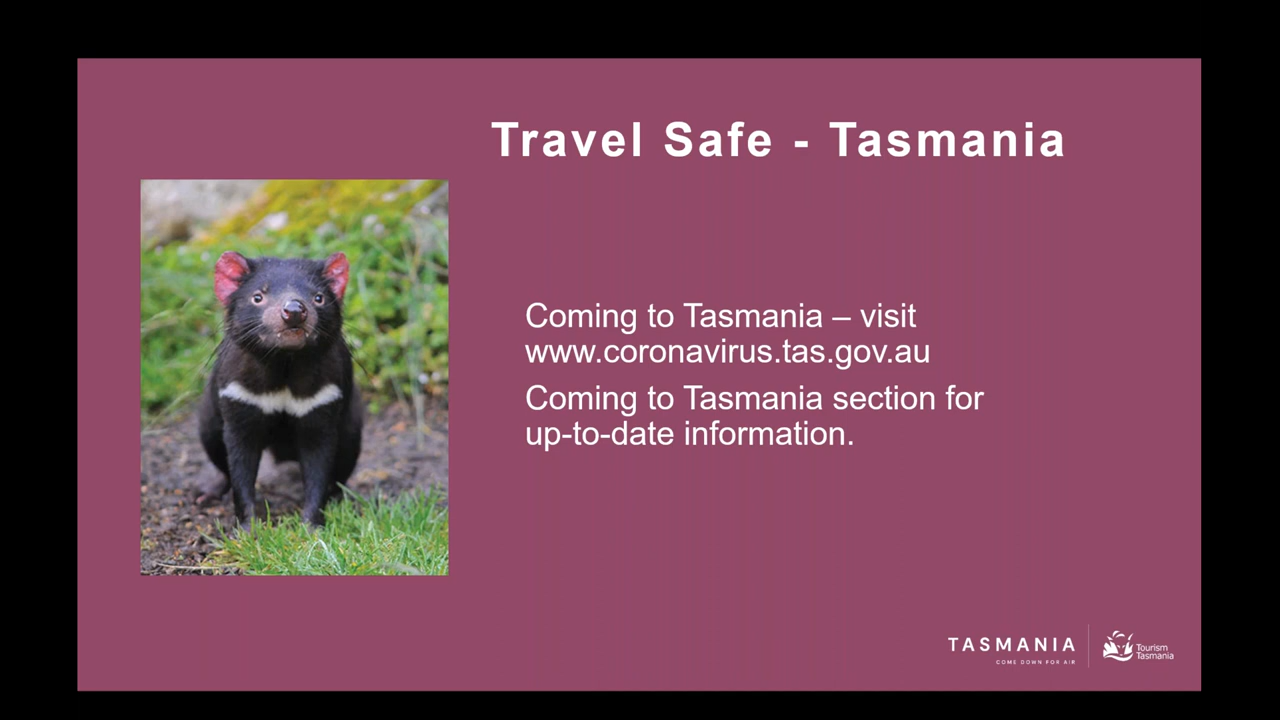 Travel Safe - Tasmania
Coming to Tasmania – visit
www.coronavirus.tas.gov.au
Coming to Tasmania section for
up-to-date information.
TASMANIA
COME DOWN FOR AIR
Tourism
Tasmania